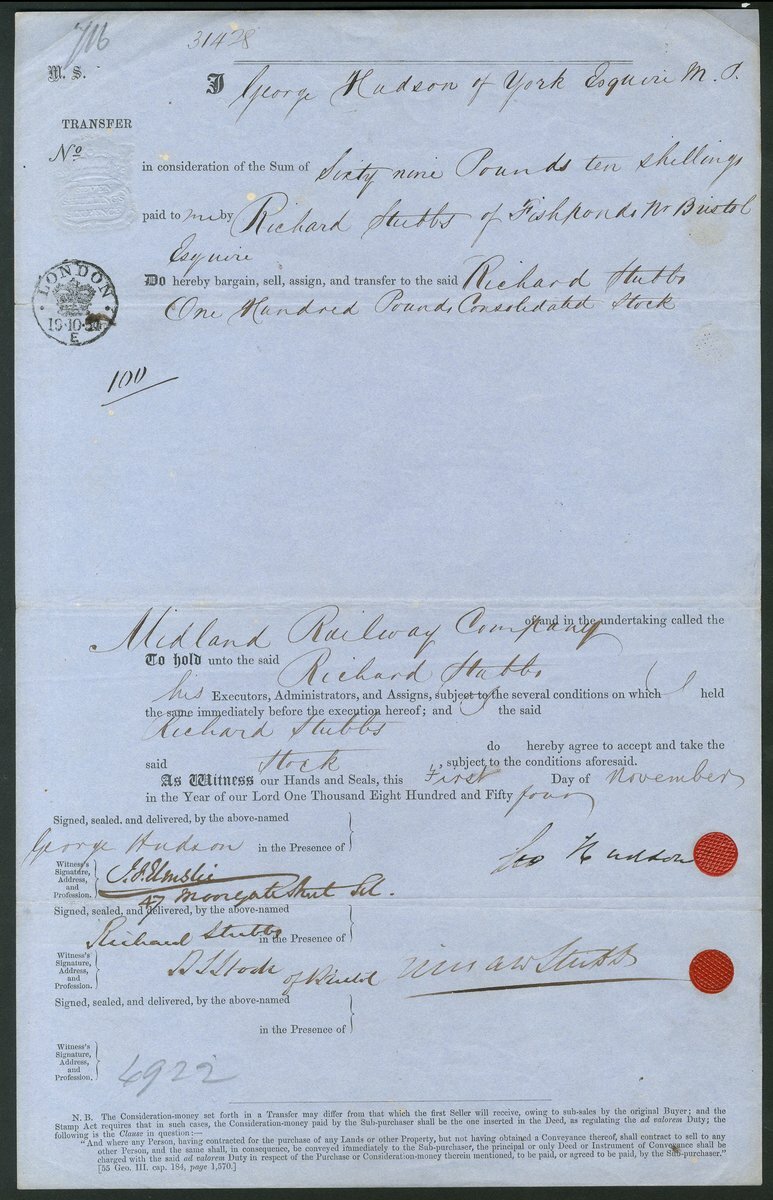 716
31428
M. S.
I George Hudson of York Esquire M. P.
TRANSFER
No
in consideration of the Sum of Sixty nine Pounds ten shillings
paid to me by Richard Stubbs of Fishponds Nr Bristol
Esquire
LONDON
19·10·54
E
Do hereby bargain, sell, assign, and transfer to the said Richard Stubbs
One Hundred Pounds Consolidated Stock
100
of and in the undertaking called the
Midland Railway Company
To hold unto the said Richard Stubbs
his Executors, Administrators, and Assigns, subject to the several conditions on which I held
the same immediately before the execution hereof; and I the said
Richard Stubbs
do hereby agree to accept and take the
said Stock, subject to the conditions aforesaid.
As Witness our Hands and Seals, this First Day of November
in the Year of our Lord One Thousand Eight Hundred and Fifty four
Signed, sealed, and delivered, by the above-named
George Hudson in the Presence of
Geo Hudson
Witness's
Signature,
Address,
and
Profession.
47 Moorgate Street
Signed, sealed, and delivered, by the above-named
Richard Stubbs in the Presence of
Witness's
Signature,
Address,
and
Profession.
Stubbs
Signed, sealed, and delivered, by the above-named
in the Presence of
Witness's
Signature,
Address,
and
Profession.
4922
N. B. The Consideration-money set forth in a Transfer may differ from that which the first Seller will receive, owing to sub-sales by the original Buyer; and the
Stamp Act requires that in such cases, the Consideration-money paid by the Sub-purchaser shall be the one inserted in the Deed, as regulating the ad valorem Duty; the
following is the Clause in question:—
"And where any Person, having contracted for the purchase of any Lands or other Property, but not having obtained a Conveyance thereof, shall contract to sell to any
other Person, and the same shall, in consequence, be conveyed immediately to the Sub-purchaser, the principal or only Deed or Instrument of Conveyance shall be
charged with the said ad valorem Duty in respect of the Purchase or Consideration-money therein mentioned, to be paid, or agreed to be paid, by the Sub-purchaser."
[55 Geo. III. cap. 184, page 1,570.]